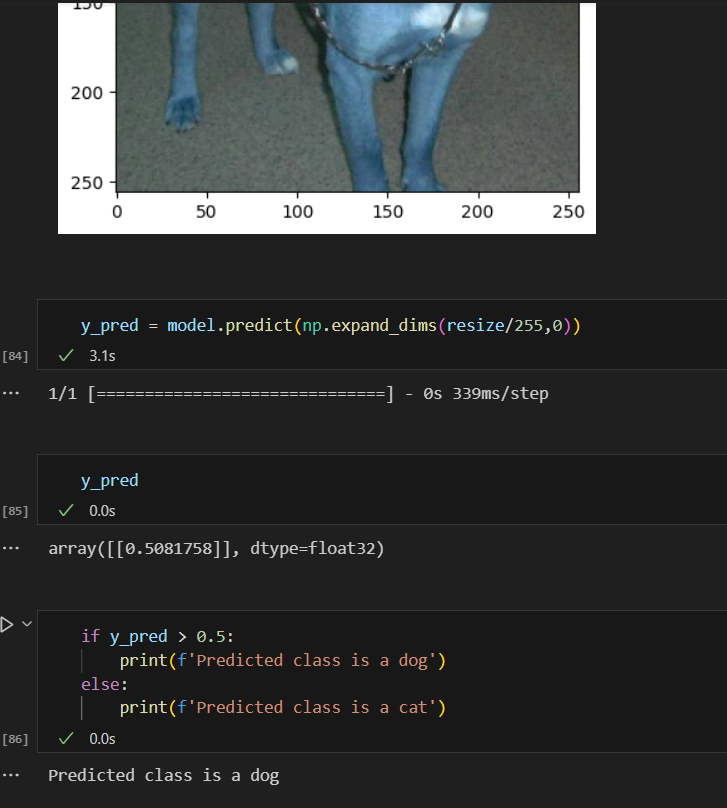 150
200
250
0 50 100 150 200 250
y_pred = model.predict(np.expand_dims(resize/255,0))
[84] 3.1s
... 1/1 [==============================] - 0s 339ms/step
y_pred
[85] 0.0s
... array([[0.5081758]], dtype=float32)
if y_pred > 0.5:
    print(f'Predicted class is a dog')
else:
    print(f'Predicted class is a cat')
[86] 0.0s
... Predicted class is a dog